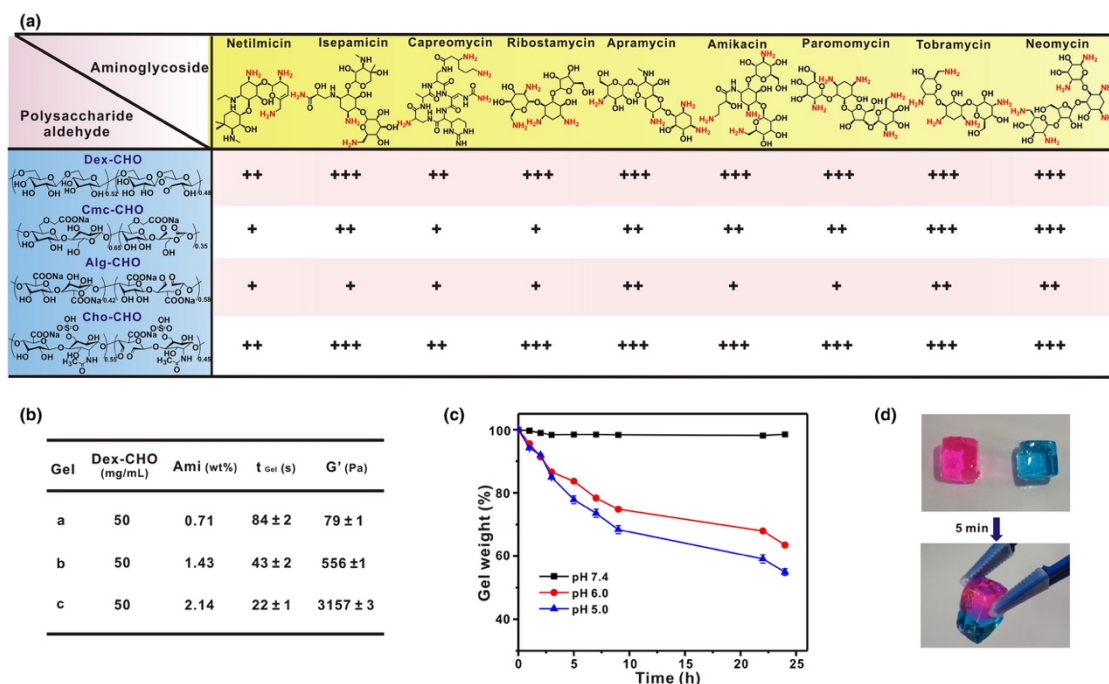 (a)
Aminoglycoside
Polysaccharide
aldehyde
Netilmicin Isepamicin Capreomycin Ribostamycin Apramycin Amikacin Paromomycin Tobramycin Neomycin
Dex-CHO ++ +++ ++ +++ +++ +++ +++ +++ +++
Cmc-CHO + ++ + + ++ ++ ++ +++ +++
Alg-CHO + + + + ++ + + ++ ++
Cho-CHO ++ +++ ++ +++ +++ +++ +++ +++ +++
(b)
Gel Dex-CHO (mg/mL) Ami (wt%) t Gel (s) G' (Pa)
a 50 0.71 84 ± 2 79 ± 1
b 50 1.43 43 ± 2 556 ±1
c 50 2.14 22 ± 1 3157 ± 3
(c)
Gel weight (%)
100
80
60
40
pH 7.4
pH 6.0
pH 5.0
0 5 10 15 20 25
Time (h)
(d)
5 min